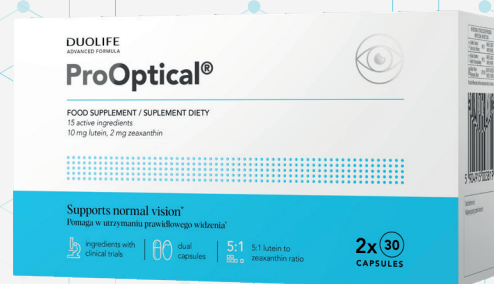 DUOLIFE
ADVANCED FORMULA
ProOptical®
FOOD SUPPLEMENT / SUPLEMENT DIETY
15 active ingredients
10 mg lutein, 2 mg zeaxanthin
Supports normal vision*
Pomaga w utrzymaniu prawidłowego widzenia*
ingredients with
clinical trials
dual
capsules
5:1
5:1 lutein to
zeaxanthin ratio
2x 30
CAPSULES